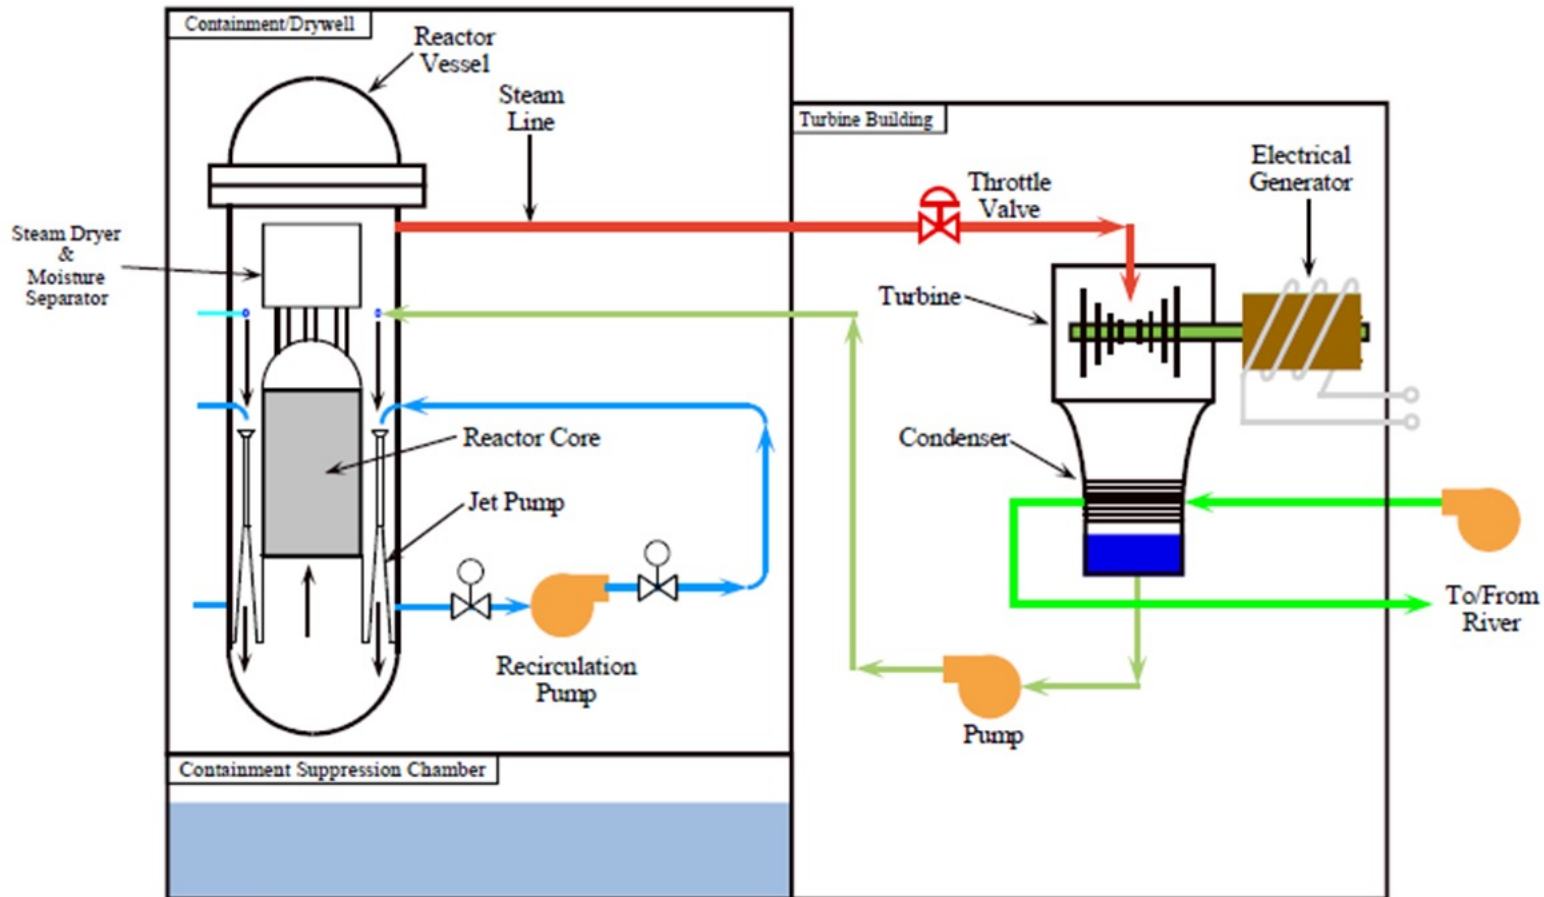 Containment/Drywell
Reactor
Vessel
Steam
Line
Turbine Building
Electrical
Generator
Throttle
Valve
Steam Dryer
&
Moisture
Separator
Turbine
Reactor Core
Condenser
Jet Pump
To/From
River
Recirculation
Pump
Pump
Containment Suppression Chamber